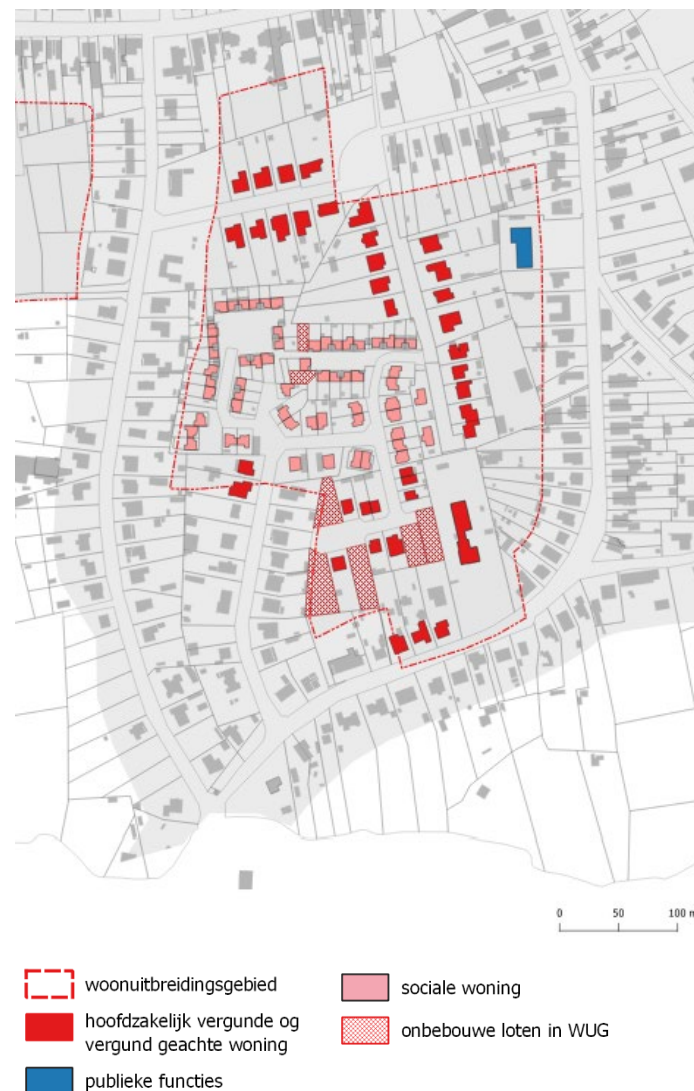 0 50 100 m
woonuitbreidingsgebied
sociale woning
hoofdzakelijk vergunde og
vergund geachte woning
onbebouwe loten in WUG
publieke functies